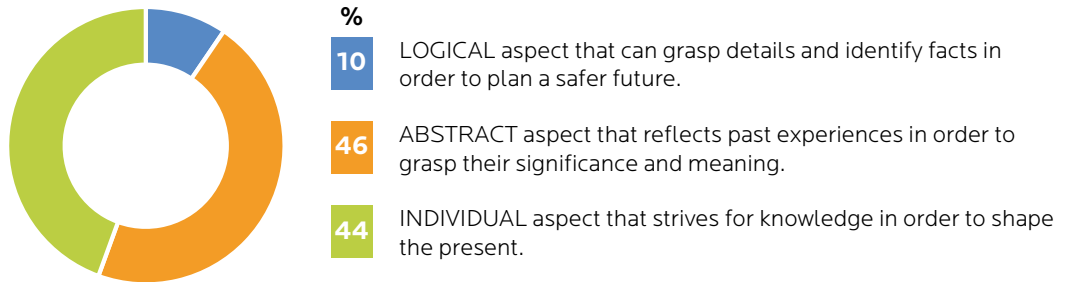 %
10
LOGICAL aspect that can grasp details and identify facts in
order to plan a safer future.
46
ABSTRACT aspect that reflects past experiences in order to
grasp their significance and meaning.
44
INDIVIDUAL aspect that strives for knowledge in order to shape
the present.